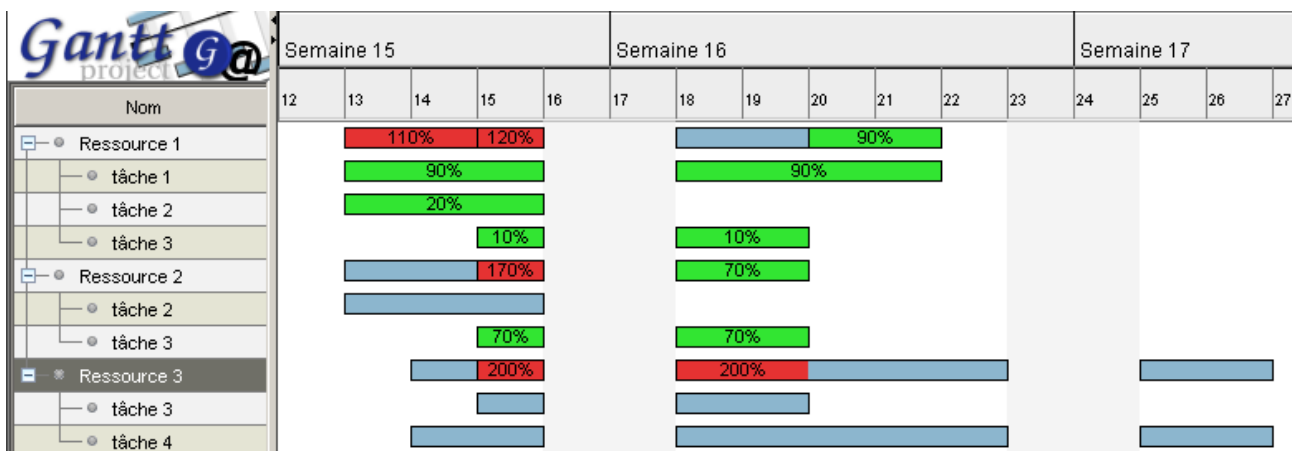 Gantt
project
G@
Semaine 15 Semaine 16 Semaine 17
Nom 12 13 14 15 16 17 18 19 20 21 22 23 24 25 26 27
Ressource 1 110% 120% 90%
tâche 1 90% 90%
tâche 2 20%
tâche 3 10% 10%
Ressource 2 170% 70%
tâche 2
tâche 3 70% 70%
Ressource 3 200% 200%
tâche 3
tâche 4